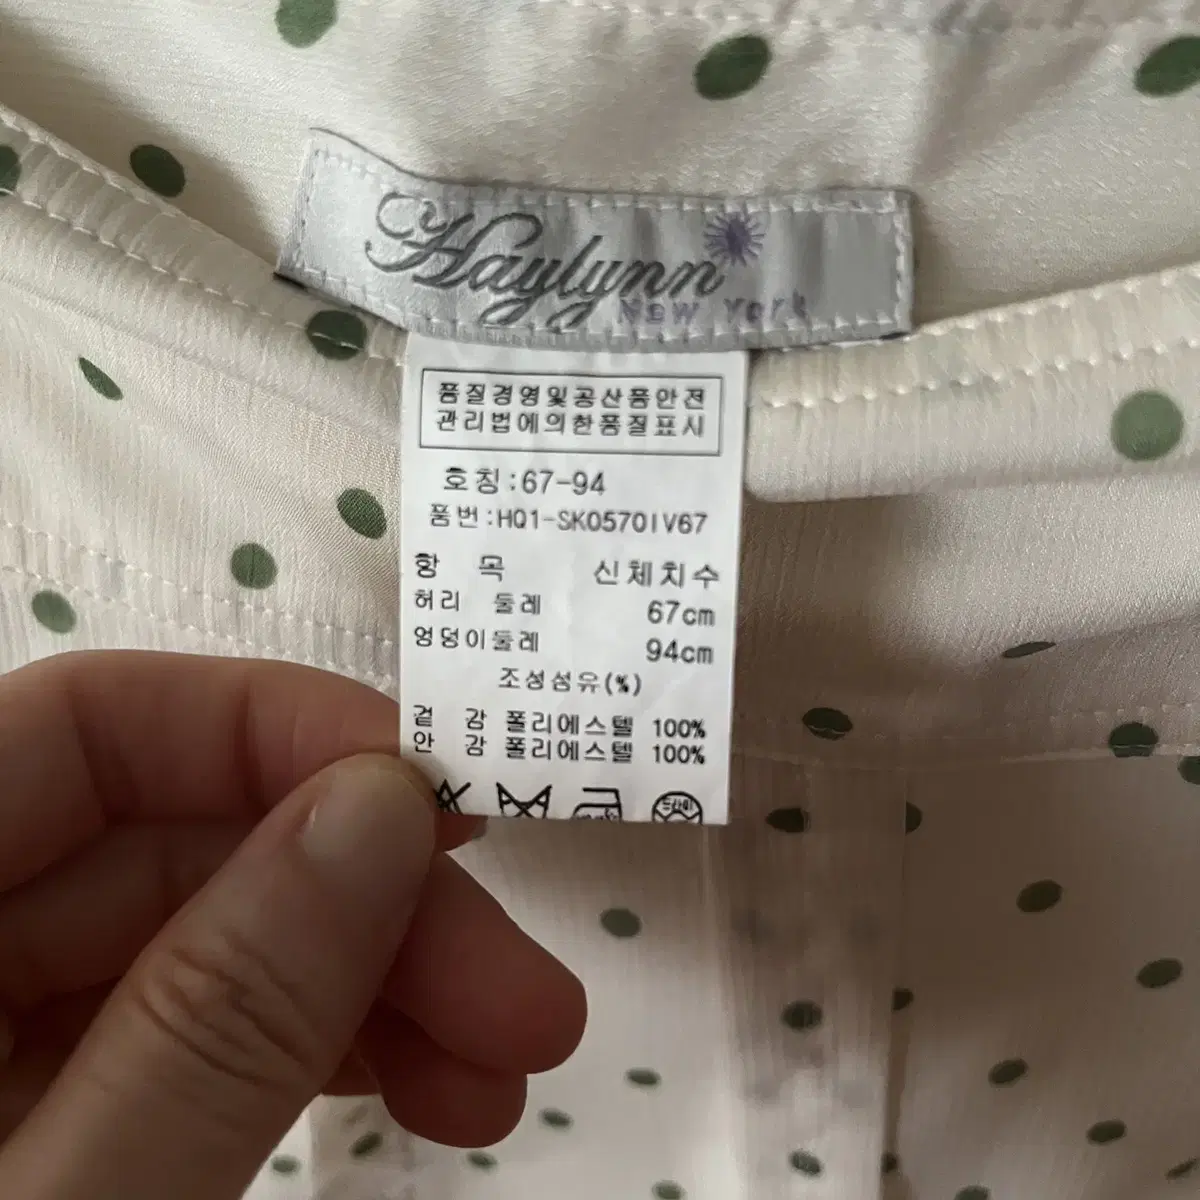 Haylynn
New York
품질경영및공산품안전
관리법에의한품질표시
호칭:67-94
품번:HQ1-SK0570IV67
항 목 신체치수
허리 둘레 67cm
엉덩이둘레 94cm
조성섬유(%)
겉 감 폴리에스텔 100%
안 감 폴리에스텔 100%
드라이